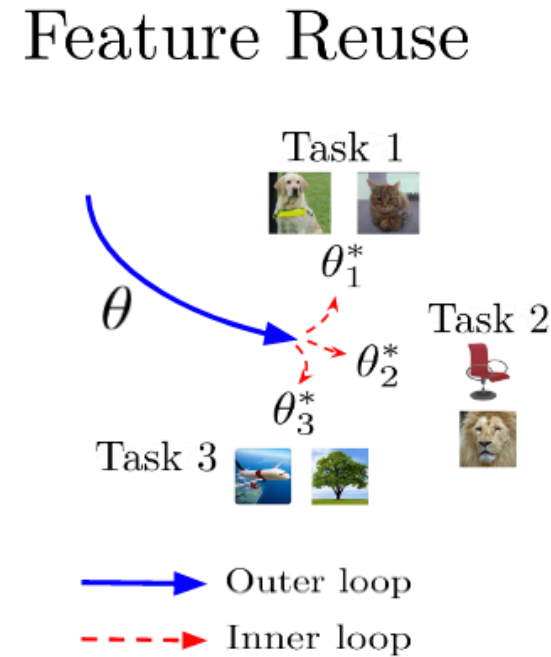 Feature Reuse
Task 1
θ₁*
θ
Task 2
θ₂*
θ₃*
Task 3
Outer loop
Inner loop